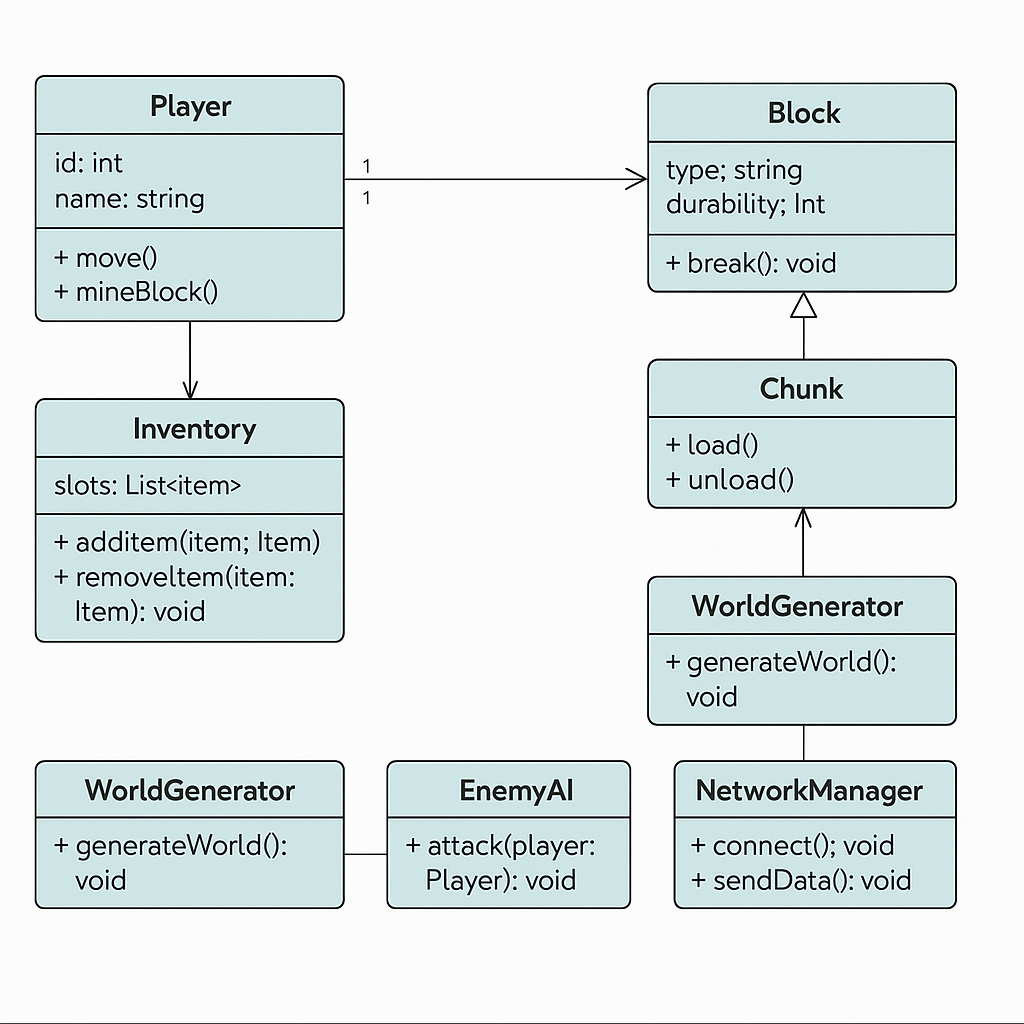 Player
id: int
name: string
+ move()
+ mineBlock()
1
1
Block
type; string
durability; Int
+ break(): void
Inventory
slots: List<item>
+ additem(item; Item)
+ removeltem(item:
Item): void
Chunk
+ load()
+ unload()
WorldGenerator
+ generateWorld():
void
WorldGenerator
+ generateWorld():
void
EnemyAI
+ attack(player:
Player): void
NetworkManager
+ connect(); void
+ sendData(): void